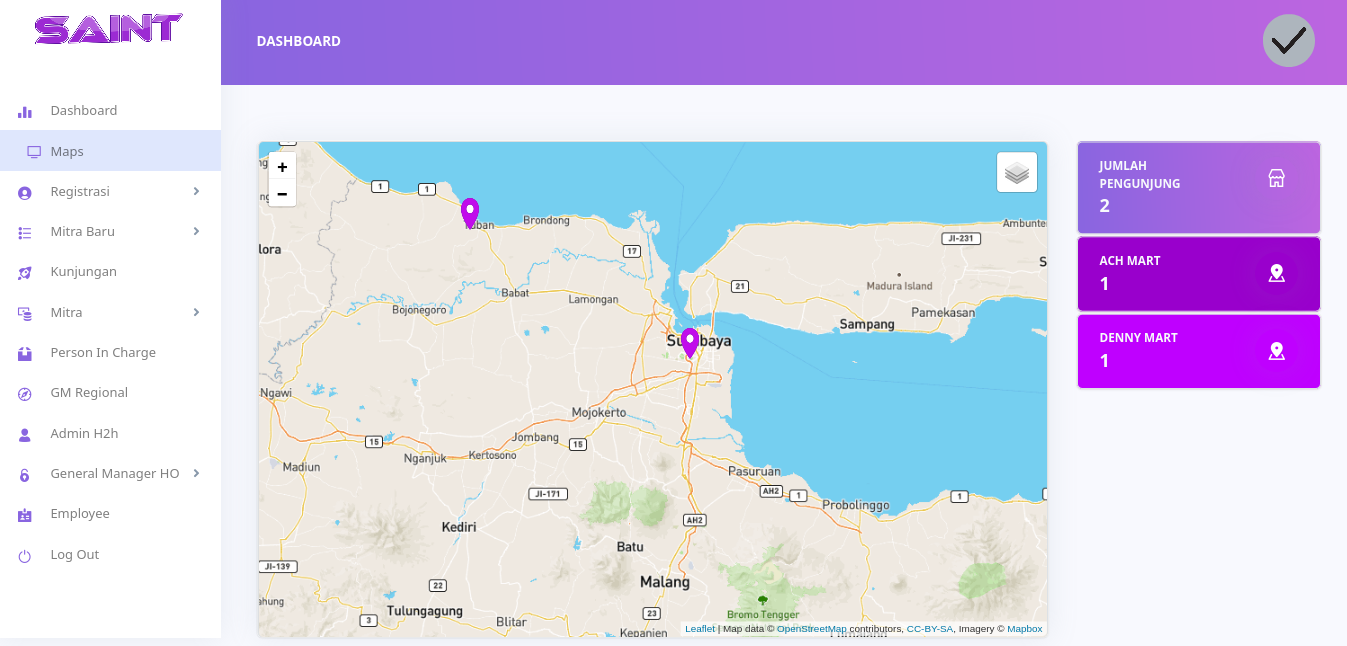 SAINT
DASHBOARD
Dashboard
Maps
Registrasi
Mitra Baru
Kunjungan
Mitra
Person In Charge
GM Regional
Admin H2h
General Manager HO
Employee
Log Out
+
−
1
1
Brondong
17
JI-231
lora
21
Madura Island
Babat
Lamongan
Bojonegoro
Pamekasan
Sampang
Ngawi
Mojokerto
Jombang
15
15
Nganjuk
Kertosono
Madiun
Pasuruan
JI-171
AH2
1
1
Probolinggo
AH2
Kediri
Batu
JI-139
Malang
22
Tulungagung
23
Bromo Tengger
3
Blitar
Kepanien
Leaflet | Map data © OpenStreetMap contributors, CC-BY-SA, Imagery © Mapbox
JUMLAH
PENGUNJUNG
2
ACH MART
1
DENNY MART
1